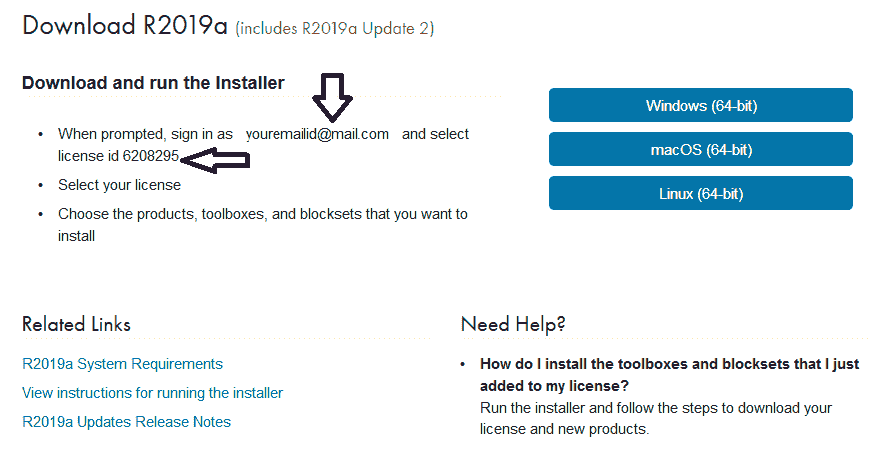 Download R2019a (includes R2019a Update 2)
Download and run the Installer
• When prompted, sign in as youremailid@mail.com and select
license id 6208295
• Select your license
• Choose the products, toolboxes, and blocksets that you want to
install
Windows (64-bit)
macOS (64-bit)
Linux (64-bit)
Related Links
R2019a System Requirements
View instructions for running the installer
R2019a Updates Release Notes
Need Help?
• How do I install the toolboxes and blocksets that I just
added to my license?
Run the installer and follow the steps to download your
license and new products.